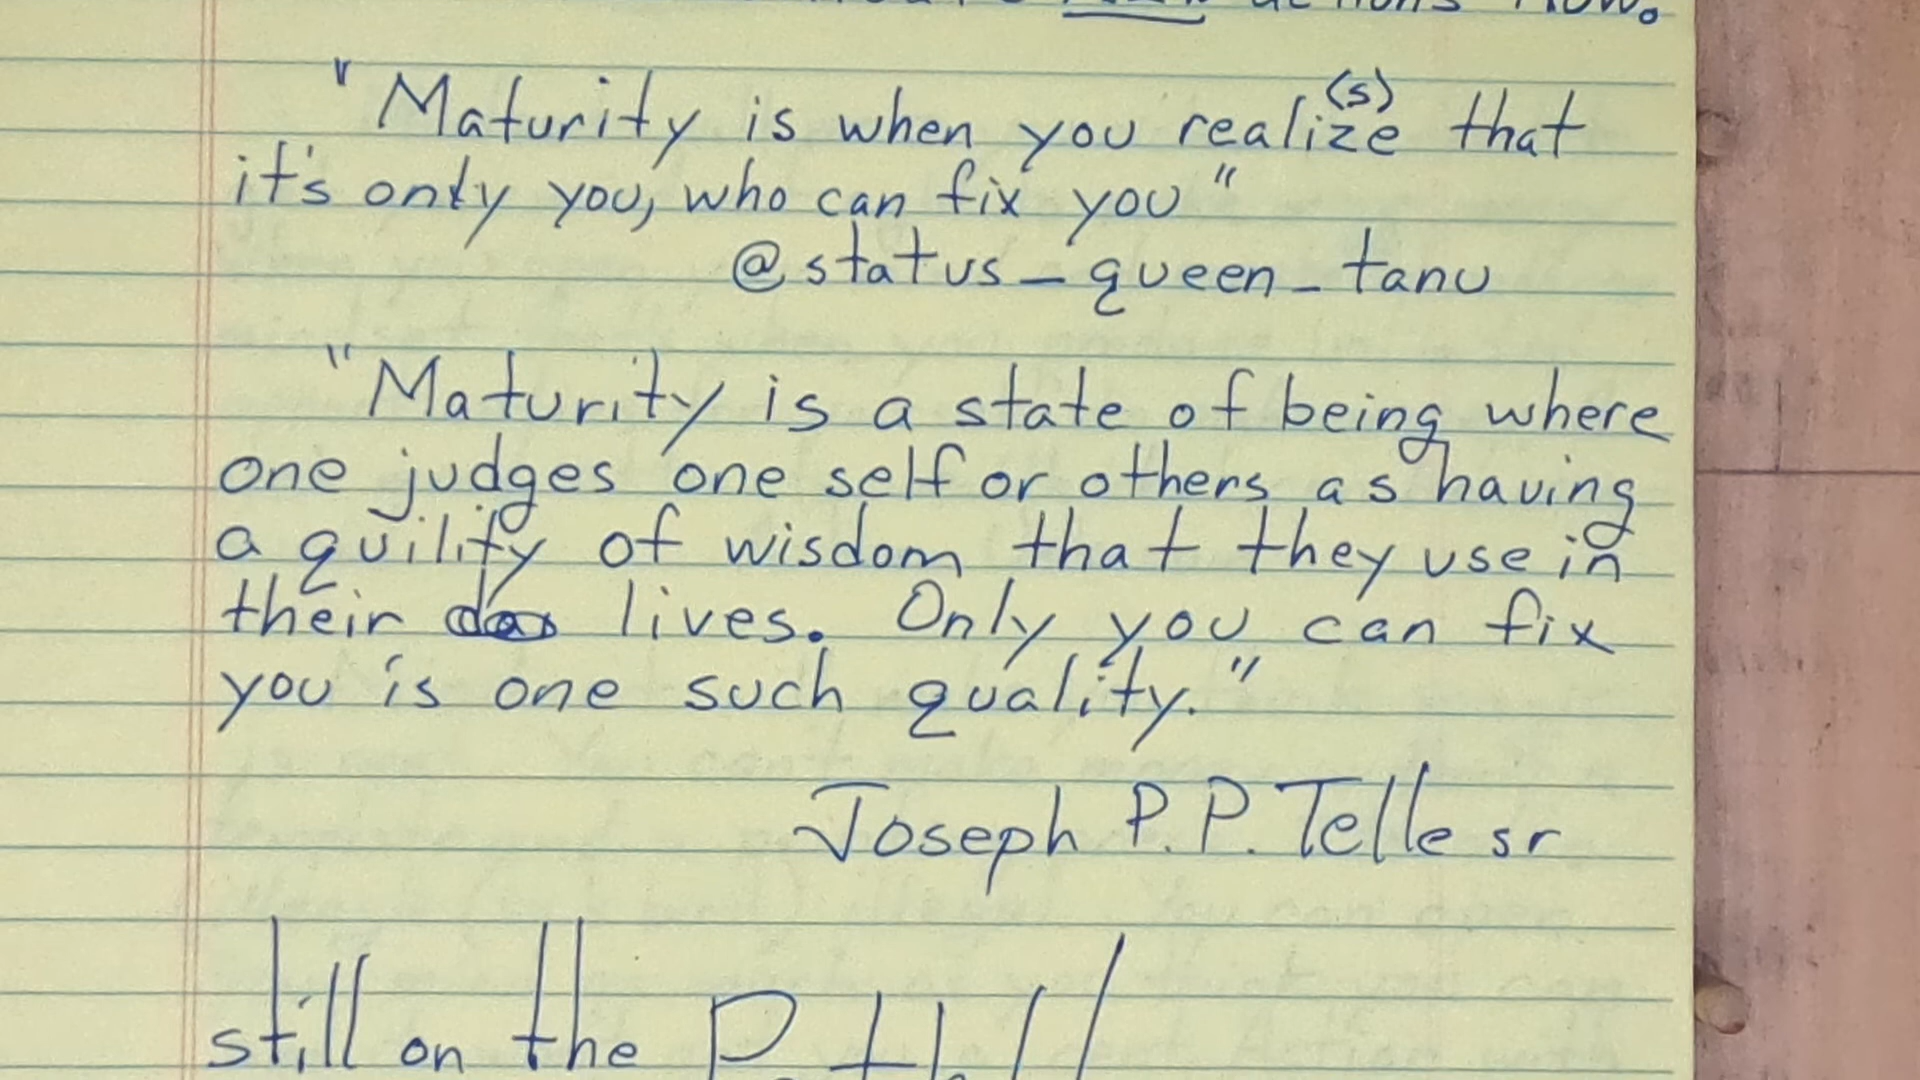 actions now.
"Maturity is when you realize(s) that
it's only you, who can fix you"
@status_queen_tanu
"Maturity is a state of being where
one judges one self or others as having
a quility of wisdom that they use in
their lives. Only you can fix
you is one such quality."
Joseph P.P. Telle sr
still on the